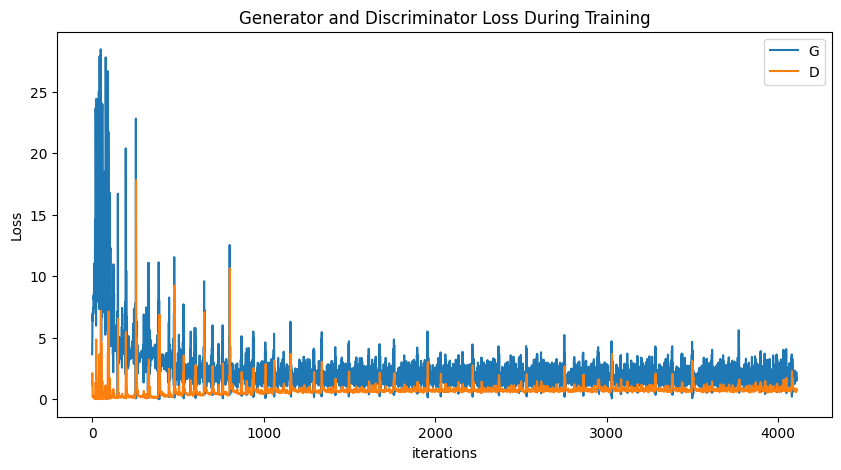 Generator and Discriminator Loss During Training
G
D
Loss
25
20
15
10
5
0
0 1000 2000 3000 4000
iterations